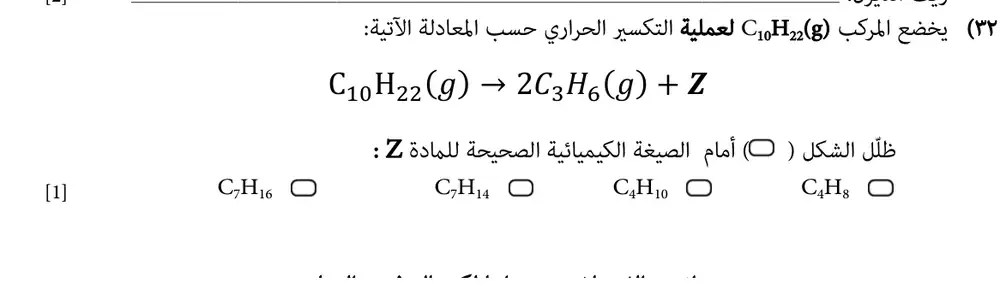 [2]
٣٢) يخضع المركب C₁₀H₂₂(g) لعملية التكسير الحراري حسب المعادلة الآتية:
C₁₀H₂₂(g) → 2C₃H₆(g) + Z
ظلّل الشكل ( ) أمام الصيغة الكيميائية الصحيحة للمادة Z :
C₄H₈ C₄H₁₀ C₇H₁₄ C₇H₁₆ [1]